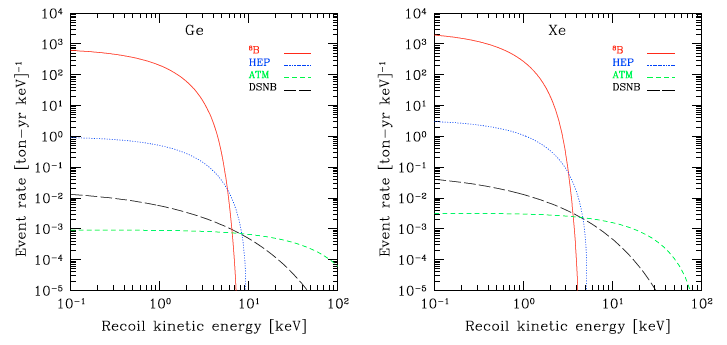 Ge
⁸B
HEP
ATM
DSNB
Event rate [ton−yr keV]⁻¹
10⁴
10³
10²
10¹
10⁰
10⁻¹
10⁻²
10⁻³
10⁻⁴
10⁻⁵
10⁻¹ 10⁰ 10¹ 10²
Recoil kinetic energy [keV]
Xe
⁸B
HEP
ATM
DSNB
Event rate [ton−yr keV]⁻¹
10⁴
10³
10²
10¹
10⁰
10⁻¹
10⁻²
10⁻³
10⁻⁴
10⁻⁵
10⁻¹ 10⁰ 10¹ 10²
Recoil kinetic energy [keV]